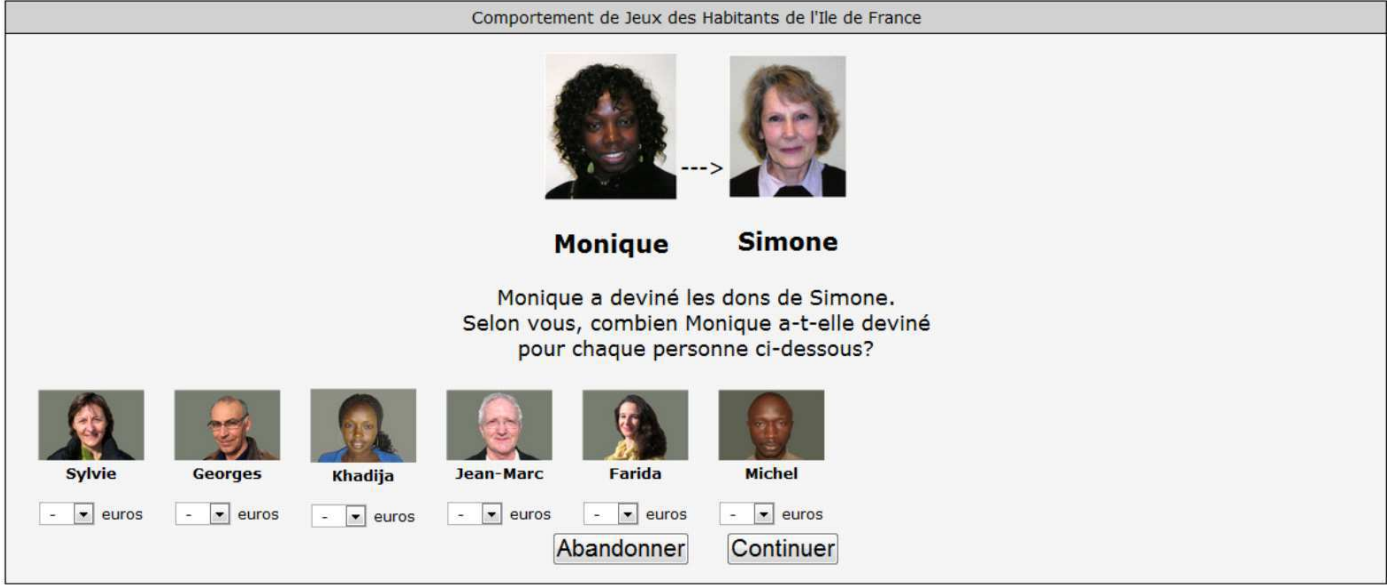 Comportement de Jeux des Habitants de l'Ile de France
--->
Monique Simone
Monique a deviné les dons de Simone.
Selon vous, combien Monique a-t-elle deviné
pour chaque personne ci-dessous?
Sylvie Georges Khadija Jean-Marc Farida Michel
- euros - euros - euros - euros - euros - euros
Abandonner Continuer